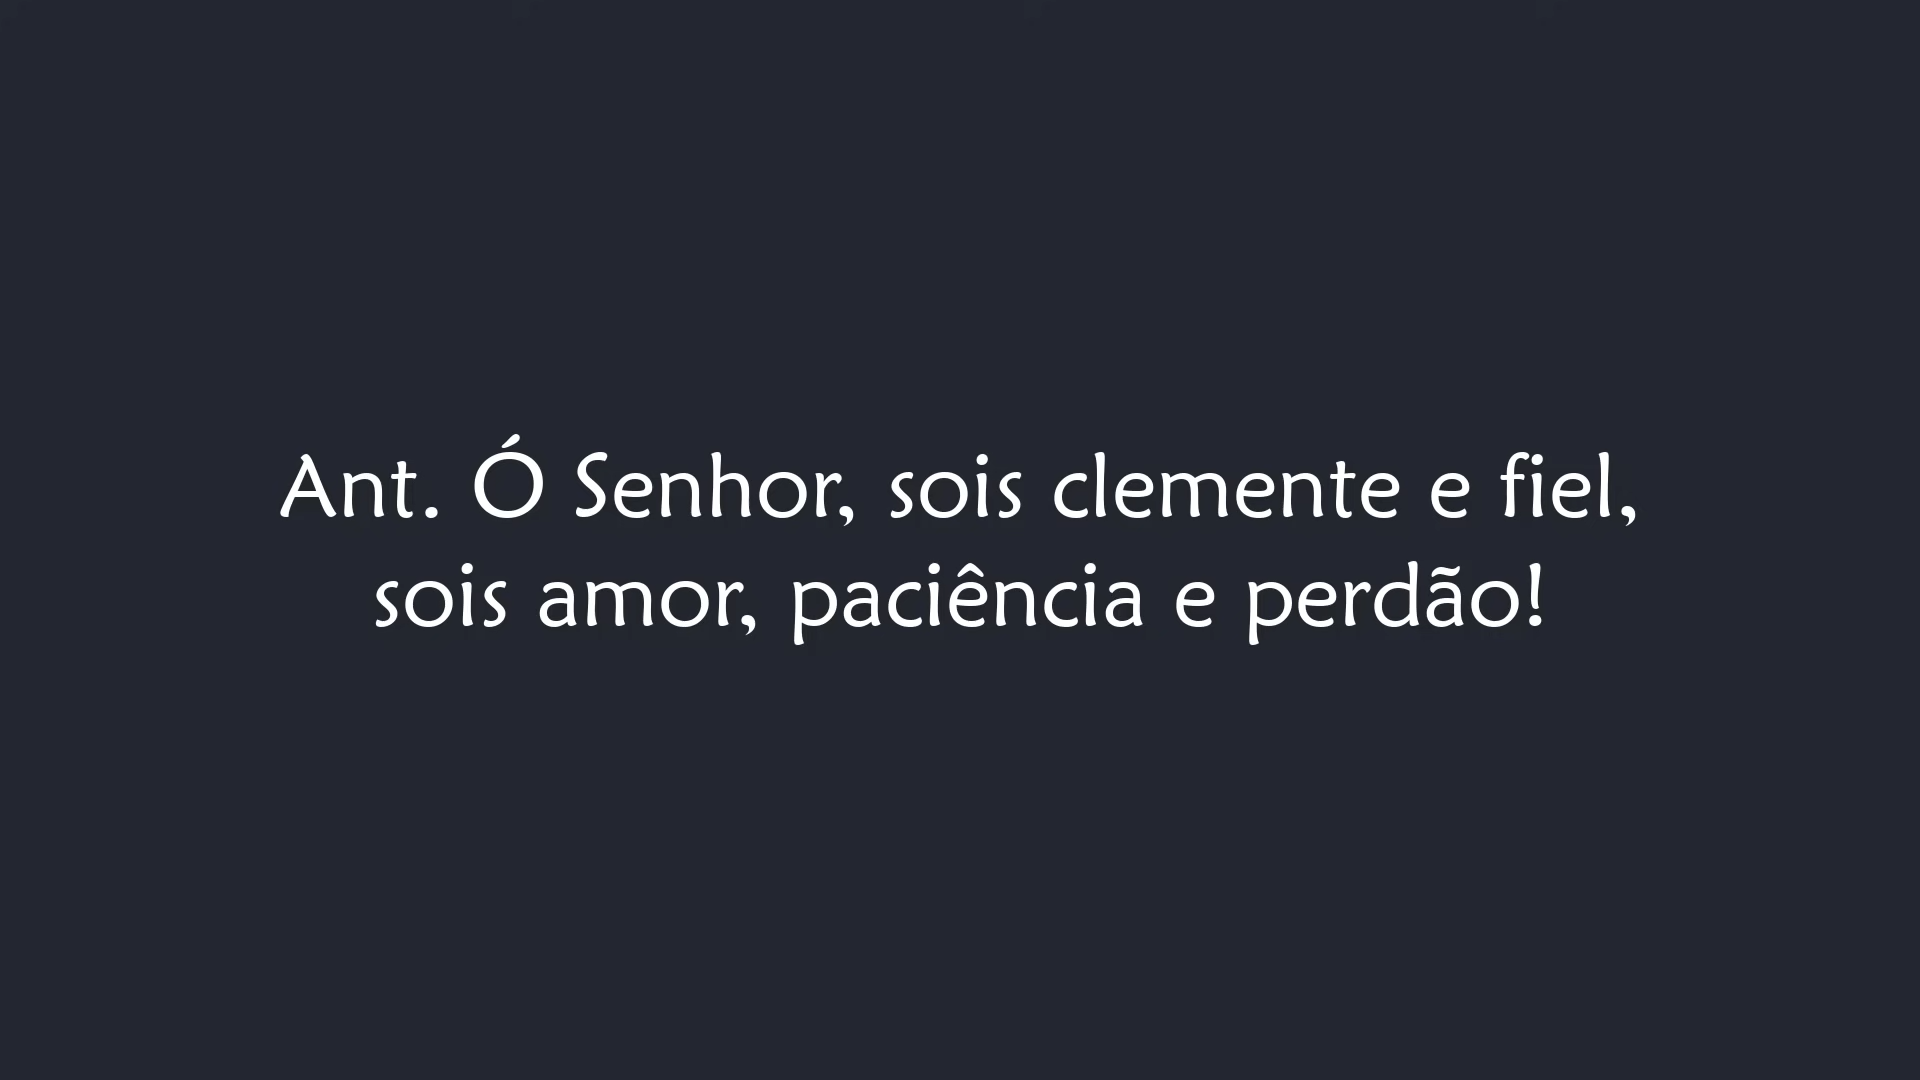 Ant. Ó Senhor, sois clemente e fiel,
sois amor, paciência e perdão!